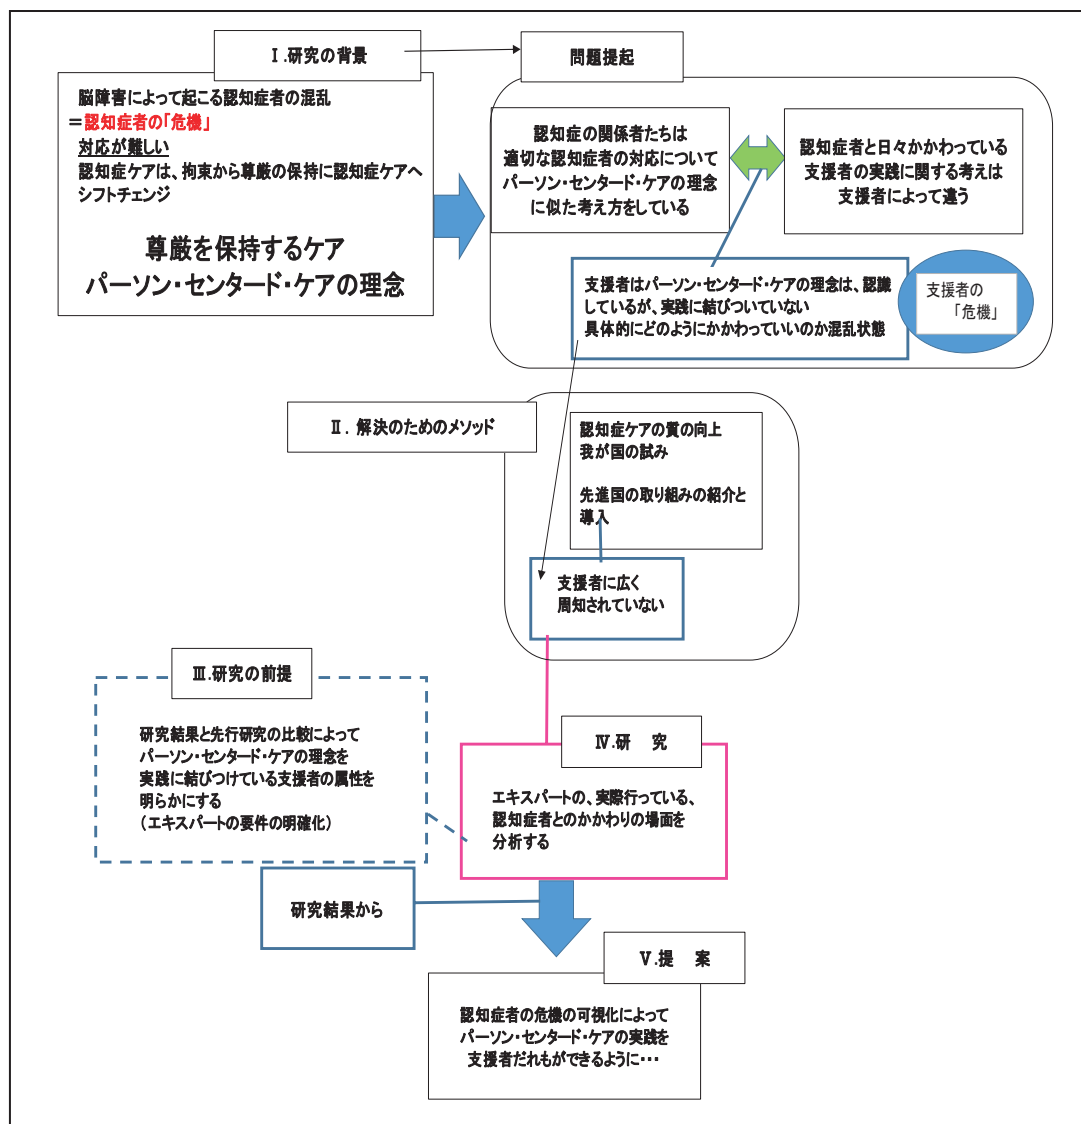 Ⅰ.研究の背景
脳障害によって起こる認知症者の混乱
＝認知症者の「危機」
対応が難しい
認知症ケアは、拘束から尊厳の保持に認知症ケアへ
シフトチェンジ
尊厳を保持するケア
パーソン・センタード・ケアの理念
問題提起
認知症の関係者たちは
適切な認知症者の対応について
パーソン・センタード・ケアの理念
に似た考え方をしている
認知症者と日々かかわっている
支援者の実践に関する考えは
支援者によって違う
支援者はパーソン・センタード・ケアの理念は、認識
しているが、実践に結びついていない
具体的にどのようにかかわっていいのか混乱状態
支援者の
「危機」
Ⅱ. 解決のためのメソッド
認知症ケアの質の向上
我が国の試み
先進国の取り組みの紹介と
導入
支援者に広く
周知されていない
Ⅲ.研究の前提
研究結果と先行研究の比較によって
パーソン・センタード・ケアの理念を
実践に結びつけている支援者の属性を
明らかにする
（エキスパートの要件の明確化）
Ⅳ.研　究
エキスパートの、実際行っている、
認知症者とのかかわりの場面を
分析する
研究結果から
Ⅴ.提　案
認知症者の危機の可視化によって
パーソン・センタード・ケアの実践を
支援者だれもができるように・・・